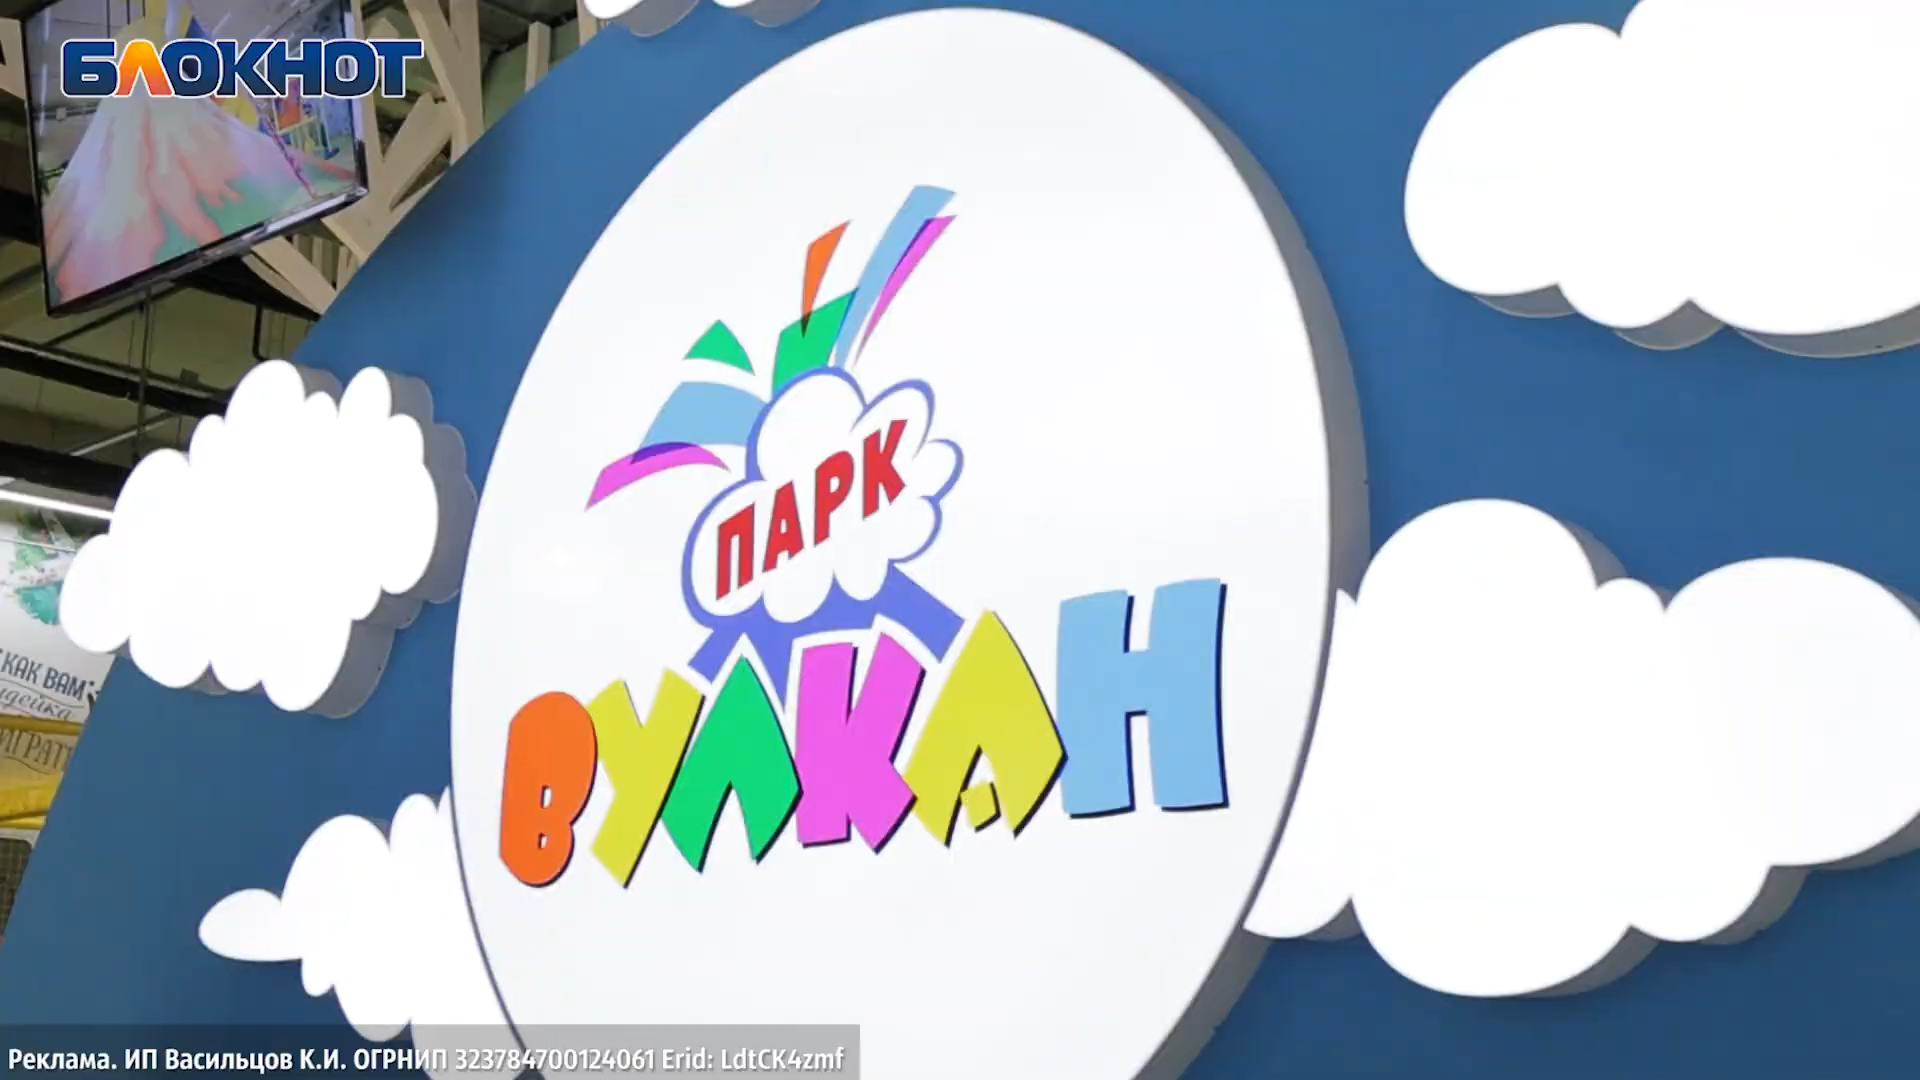 БЛОКНОТ
ПАРК
ВУЛКАН
КАК ВАМ
Реклама. ИП Васильцов К.И. ОГРНИП 323784700124061 Erid: LdtCK4zmf